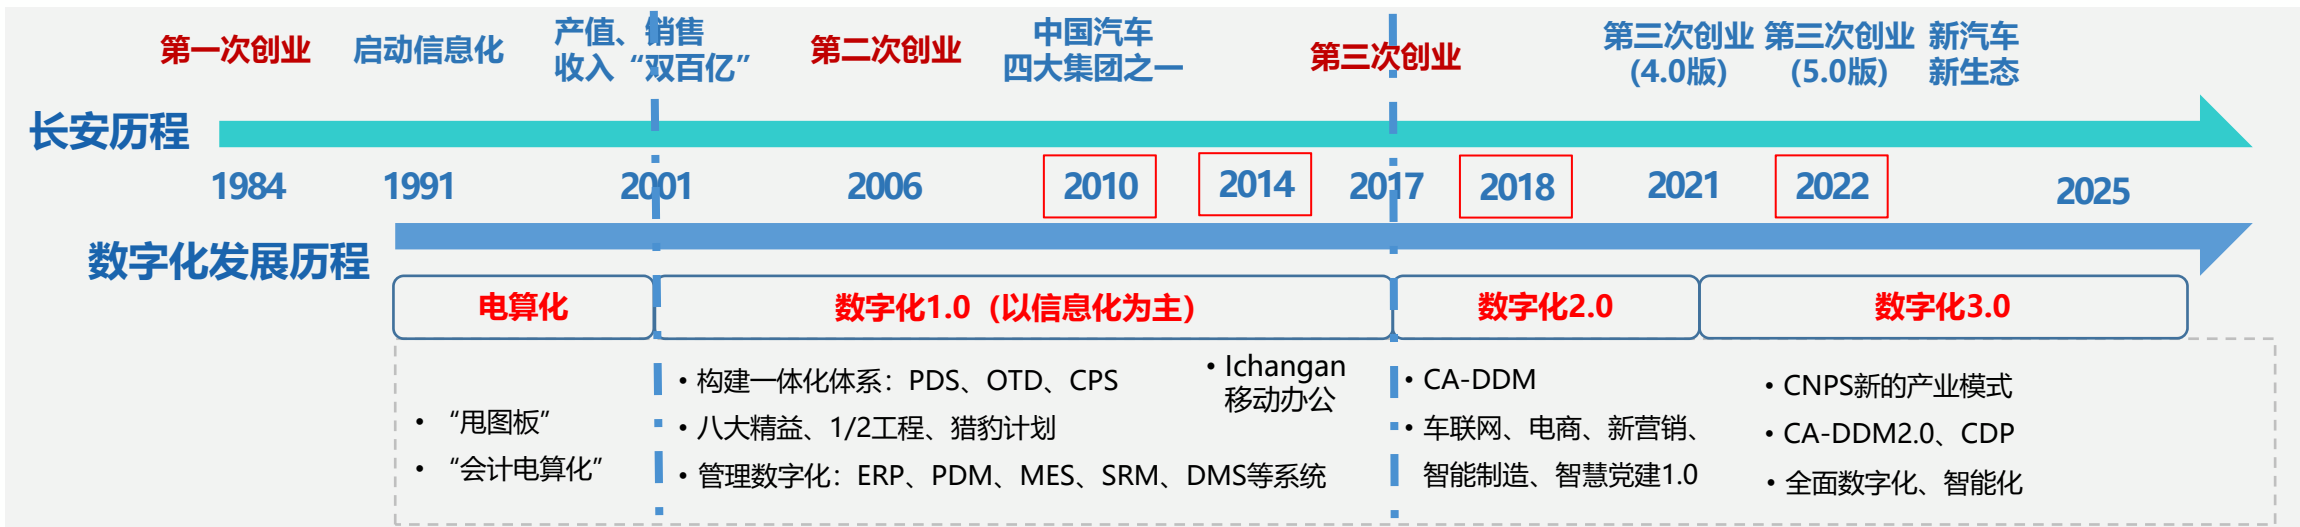 第一次创业
启动信息化
产值、销售
收入“双百亿”
第二次创业
中国汽车
四大集团之一
第三次创业
第三次创业
(4.0版)
第三次创业
(5.0版)
新汽车
新生态
长安历程
1984
1991
2001
2006
2010
2014
2017
2018
2021
2022
2025
数字化发展历程
电算化
数字化1.0（以信息化为主）
数字化2.0
数字化3.0
• “甩图板”
• “会计电算化”
• 构建一体化体系：PDS、OTD、CPS
• 八大精益、1/2工程、猎豹计划
• 管理数字化：ERP、PDM、MES、SRM、DMS等系统
• Ichangan
移动办公
• CA-DDM
• 车联网、电商、新营销、
智能制造、智慧党建1.0
• CNPS新的产业模式
• CA-DDM2.0、CDP
• 全面数字化、智能化